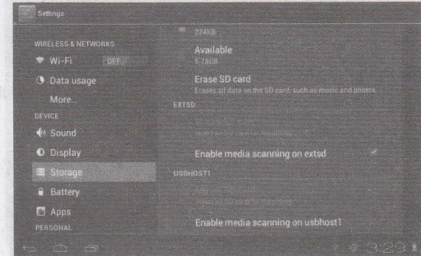 Settings
WIRELESS & NETWORKS
Wi-Fi OFF
Data usage
More...
DEVICE
Sound
Display
Storage
Battery
Apps
PERSONAL
224KB
Available
5.78GB
Erase SD card
Erases all data on the SD card, such as music and photos
EXTSD
Enable media scanning on extsd
USBHOST1
Enable media scanning on usbhost1
3:29